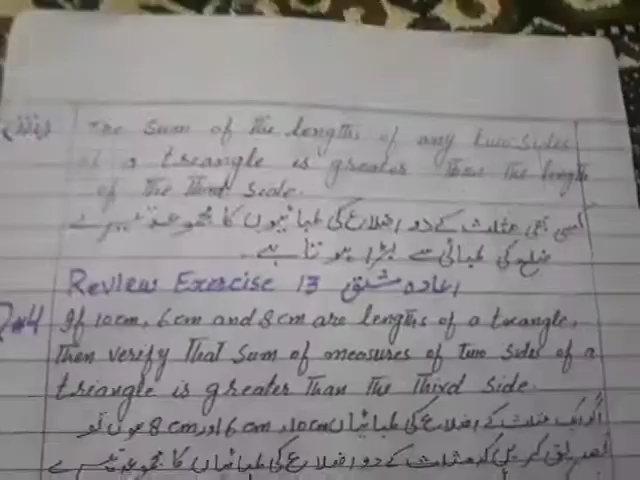 The sum of the lengths of any two sides
of a triangle is greater than the length
of the third side.
کسی بھی مثلث کے دو اضلاع کی لمبائیوں کا مجموعہ تیسرے
ضلع کی لمبائی سے بڑا ہوتا ہے۔
Review Exercise 13 اعادہ مشق
If 10cm, 6cm and 8cm are lengths of a triangle,
Then verify That sum of measures of two sides of a
triangle is greater Than The Third side.
اگر ایک مثلث کے اضلاع کی لمبائیاں 10cm، 6cm اور 8cm ہوں تو
تصدیق کریں کہ مثلث کے دو اضلاع کی لمبائیوں کا مجموعہ تیسرے